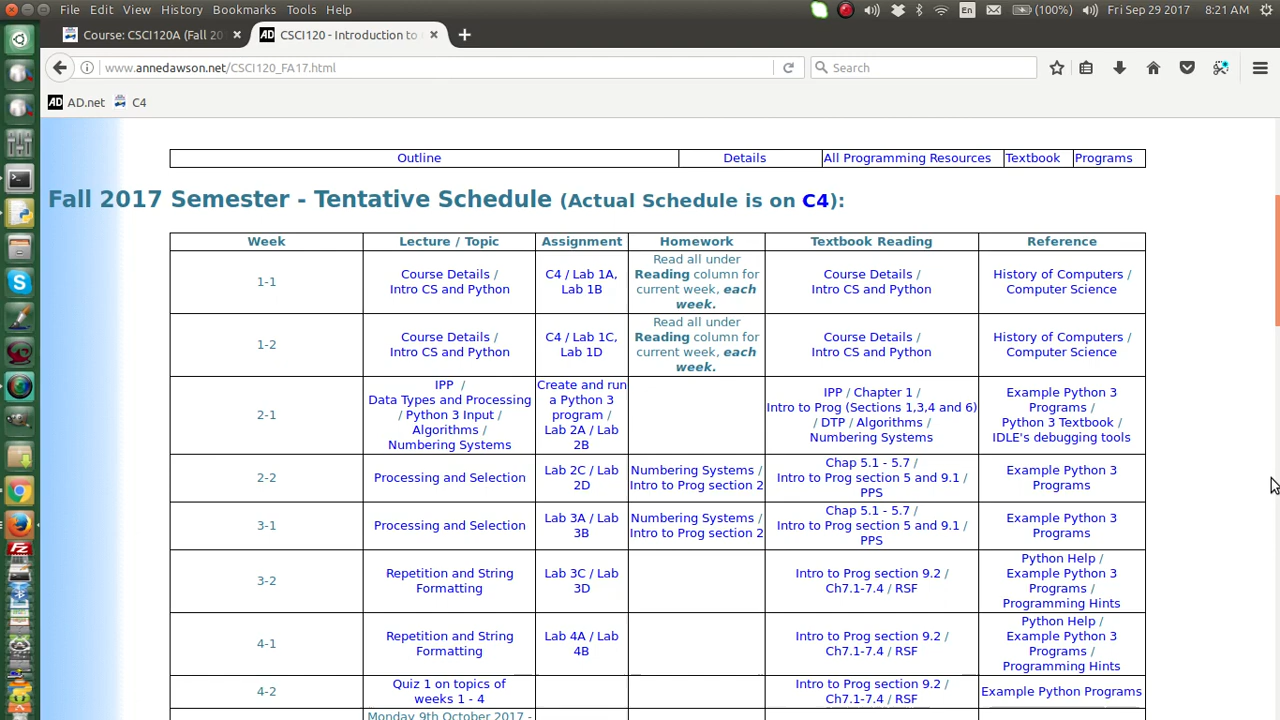 File Edit View History Bookmarks Tools Help
En
(100%)
Fri Sep 29 2017 8:21 AM
Course: CSCI120A (Fall 20
AD CSCI120 - Introduction to
www.annedawson.net/CSCI120_FA17.html
Search
AD AD.net C4
Outline Details All Programming Resources Textbook Programs
Fall 2017 Semester - Tentative Schedule (Actual Schedule is on C4):
Week Lecture / Topic Assignment Homework Textbook Reading Reference
1-1
Course Details /
Intro CS and Python
C4 / Lab 1A,
Lab 1B
Read all under
Reading column for
current week, each
week.
Course Details /
Intro CS and Python
History of Computers /
Computer Science
1-2
Course Details /
Intro CS and Python
C4 / Lab 1C,
Lab 1D
Read all under
Reading column for
current week, each
week.
Course Details /
Intro CS and Python
History of Computers /
Computer Science
2-1
IPP /
Data Types and Processing
/ Python 3 Input /
Algorithms /
Numbering Systems
Create and run
a Python 3
program /
Lab 2A / Lab
2B
IPP / Chapter 1 /
Intro to Prog (Sections 1,3,4 and 6)
/ DTP / Algorithms /
Numbering Systems
Example Python 3
Programs /
Python 3 Textbook /
IDLE's debugging tools
2-2
Processing and Selection
Lab 2C / Lab
2D
Numbering Systems /
Intro to Prog section 2
Chap 5.1 - 5.7 /
Intro to Prog section 5 and 9.1 /
PPS
Example Python 3
Programs
3-1
Processing and Selection
Lab 3A / Lab
3B
Numbering Systems /
Intro to Prog section 2
Chap 5.1 - 5.7 /
Intro to Prog section 5 and 9.1 /
PPS
Example Python 3
Programs
3-2
Repetition and String
Formatting
Lab 3C / Lab
3D
Intro to Prog section 9.2 /
Ch7.1-7.4 / RSF
Python Help /
Example Python 3
Programs /
Programming Hints
4-1
Repetition and String
Formatting
Lab 4A / Lab
4B
Intro to Prog section 9.2 /
Ch7.1-7.4 / RSF
Python Help /
Example Python 3
Programs /
Programming Hints
4-2
Quiz 1 on topics of
weeks 1 - 4
Intro to Prog section 9.2 /
Ch7.1-7.4 / RSF
Example Python Programs
Monday 9th October 2017 -